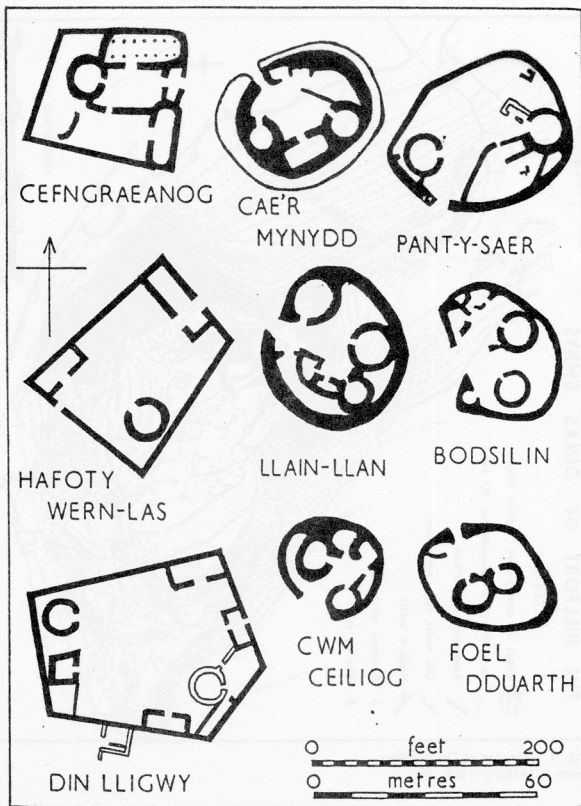 CEFNGRAEANOG
CAE'R
MYNYDD
PANT-Y-SAER
HAFOTY
WERN-LAS
LLAIN-LLAN
BODSILIN
CWM
CEILIOG
FOEL
DDUARTH
DIN LLIGWY
0 feet 200
0 metres 60